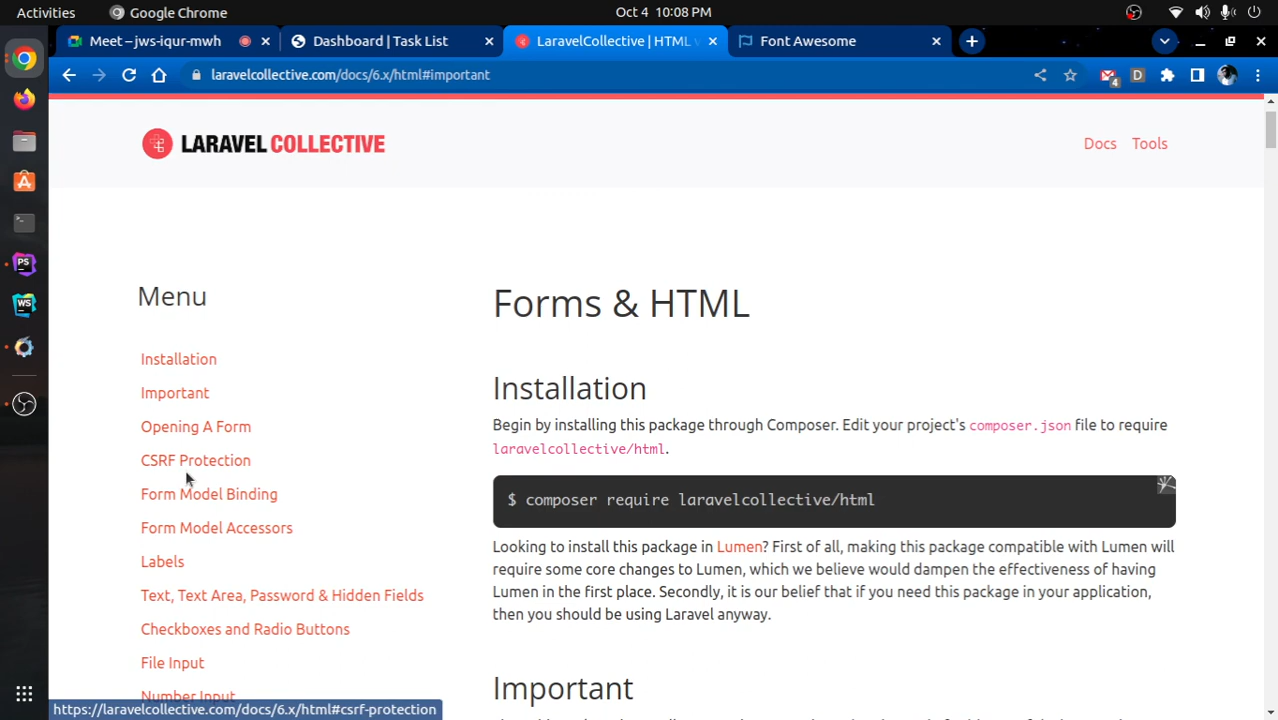 Activities Google Chrome Oct 4 10:08 PM
Meet – jws-iqur-mwh Dashboard | Task List LaravelCollective | HTML Font Awesome
laravelcollective.com/docs/6.x/html#important 4 D
LARAVEL COLLECTIVE Docs Tools
Menu
Installation
Important
Opening A Form
CSRF Protection
Form Model Binding
Form Model Accessors
Labels
Text, Text Area, Password & Hidden Fields
Checkboxes and Radio Buttons
File Input
Number Input
Forms & HTML
Installation
Begin by installing this package through Composer. Edit your project's composer.json file to require
laravelcollective/html.
$ composer require laravelcollective/html
Looking to install this package in Lumen? First of all, making this package compatible with Lumen will
require some core changes to Lumen, which we believe would dampen the effectiveness of having
Lumen in the first place. Secondly, it is our belief that if you need this package in your application,
then you should be using Laravel anyway.
Important
PS
WS
https://laravelcollective.com/docs/6.x/html#csrf-protection